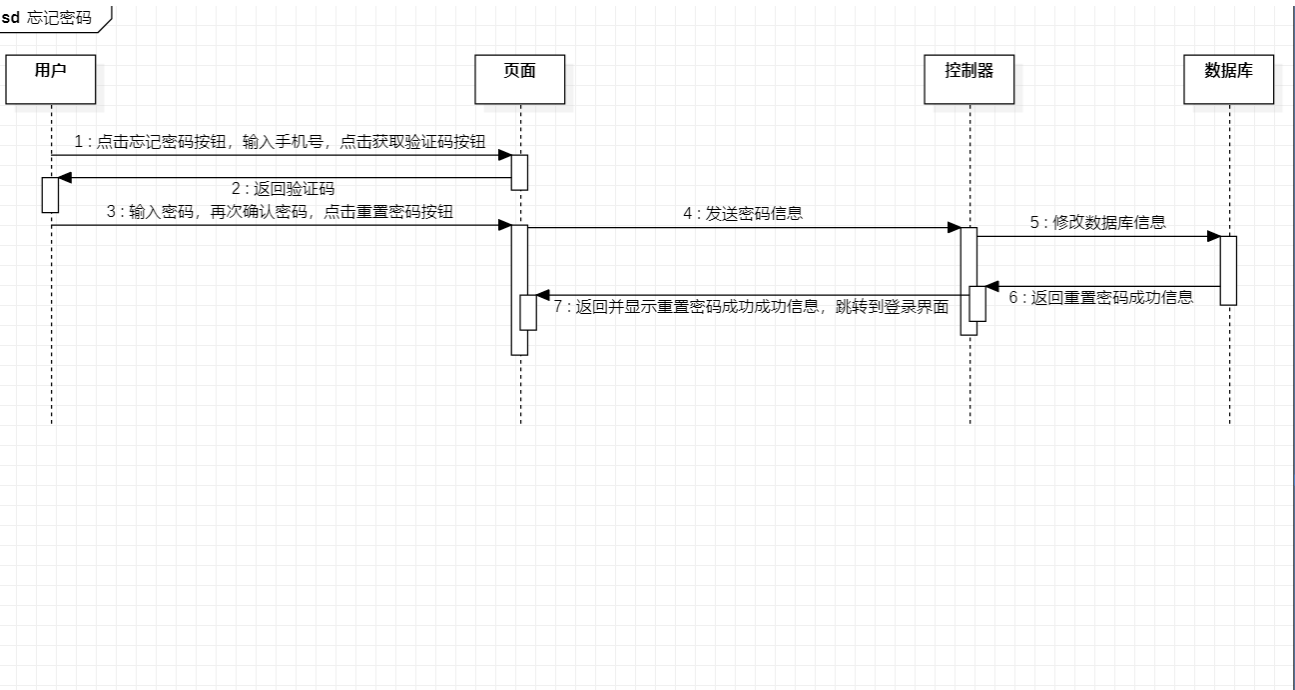 sd 忘记密码
用户
页面
控制器
数据库
1 : 点击忘记密码按钮，输入手机号，点击获取验证码按钮
2 : 返回验证码
3 : 输入密码，再次确认密码，点击重置密码按钮
4 : 发送密码信息
5 : 修改数据库信息
6 : 返回重置密码成功信息
7 : 返回并显示重置密码成功成功信息，跳转到登录界面